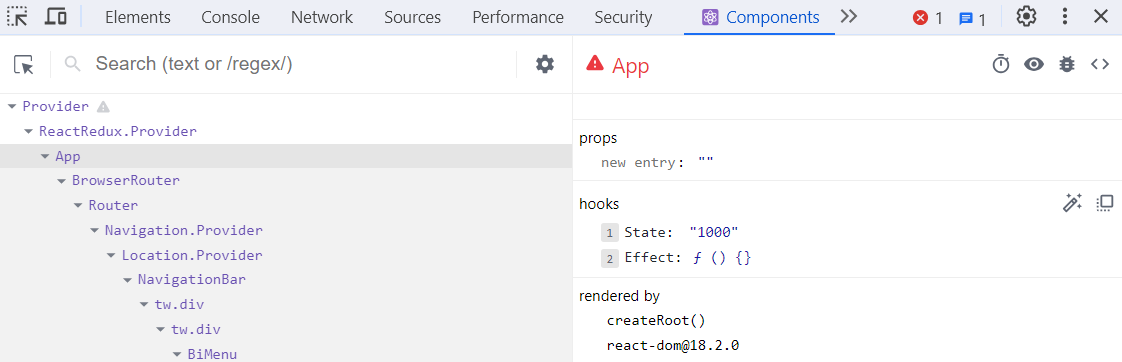 Elements Console Network Sources Performance Security Components 1 1
Search (text or /regex/)
App
Provider
ReactRedux.Provider
App
BrowserRouter
Router
Navigation.Provider
Location.Provider
NavigationBar
tw.div
tw.div
BiMenu
props
new entry: ""
hooks
1 State: "1000"
2 Effect: ƒ () {}
rendered by
createRoot()
react-dom@18.2.0